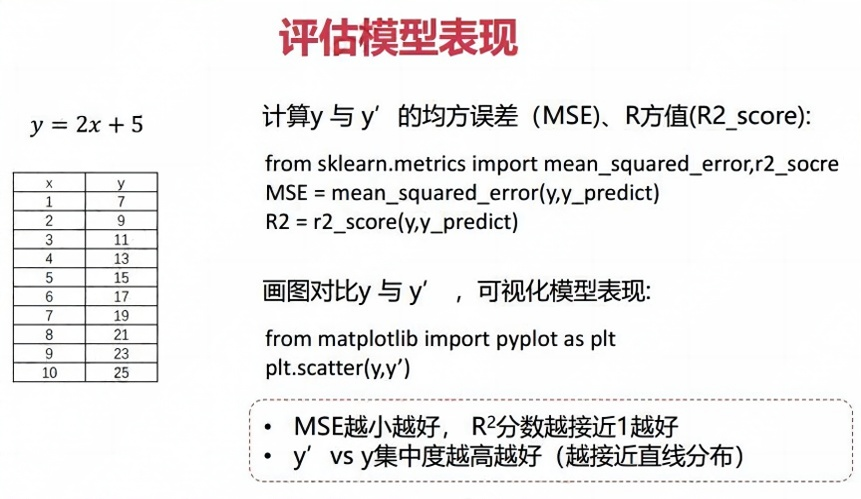 评估模型表现
y = 2x + 5
x y
1 7
2 9
3 11
4 13
5 15
6 17
7 19
8 21
9 23
10 25
计算y 与 y′ 的均方误差（MSE)、R方值(R2_score):
from sklearn.metrics import mean_squared_error,r2_socre
MSE = mean_squared_error(y,y_predict)
R2 = r2_score(y,y_predict)
画图对比y 与 y′ ，可视化模型表现:
from matplotlib import pyplot as plt
plt.scatter(y,y’)
• MSE越小越好， R²分数越接近1越好
• y′ vs y集中度越高越好（越接近直线分布）